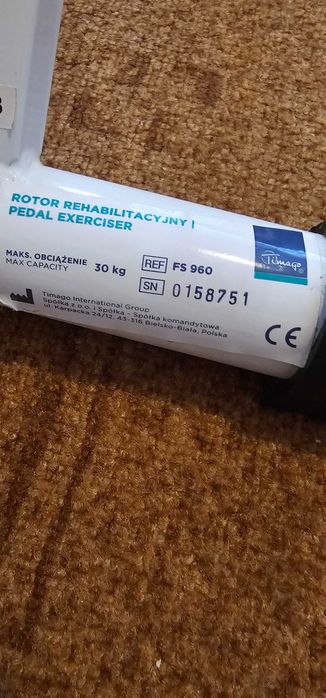 ROTOR REHABILITACYJNY |
PEDAL EXERCISER
Timago
MAKS. OBCIĄŻENIE
MAX CAPACITY
30 kg
REF FS 960
SN 0158751
Timago International Group
Spółka z o.o. i Spółka - Spółka komandytowa
ul. Karpacka 24/12, 43-316 Bielsko-Biała, Polska
CE